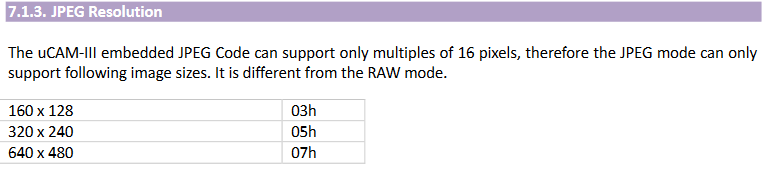 7.1.3. JPEG Resolution
The uCAM-III embedded JPEG Code can support only multiples of 16 pixels, therefore the JPEG mode can only
support following image sizes. It is different from the RAW mode.
160 x 128 03h
320 x 240 05h
640 x 480 07h